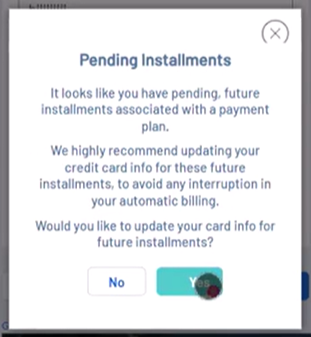 Pending Installments
It looks like you have pending, future
installments associated with a payment
plan.
We highly recommend updating your
credit card info for these future
installments, to avoid any interruption in
your automatic billing.
Would you like to update your card info for
future installments?
No
Yes